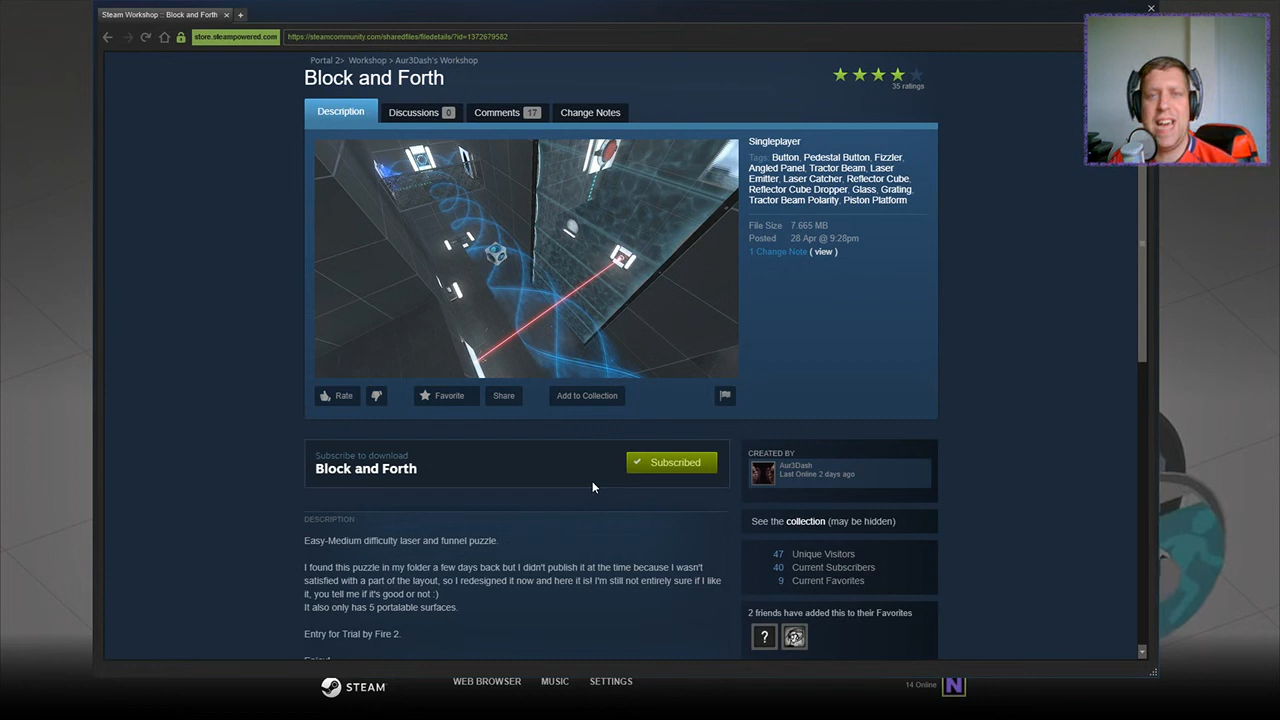 Steam Workshop :: Block and Forth
store.steampowered.com
https://steamcommunity.com/sharedfiles/filedetails/?id=1372679582
Portal 2> Workshop > Aur3Dash's Workshop
Block and Forth
35 ratings
Description
Discussions 0
Comments 17
Change Notes
Singleplayer
Tags: Button, Pedestal Button, Fizzler,
Angled Panel, Tractor Beam, Laser
Emitter, Laser Catcher, Reflector Cube,
Reflector Cube Dropper, Glass, Grating,
Tractor Beam Polarity, Piston Platform
File Size 7.665 MB
Posted 28 Apr @ 9:28pm
1 Change Note ( view )
Rate
Favorite
Share
Add to Collection
Subscribe to download
Block and Forth
Subscribed
CREATED BY
Aur3Dash
Last Online 2 days ago
See the collection (may be hidden)
DESCRIPTION
Easy-Medium difficulty laser and funnel puzzle.
I found this puzzle in my folder a few days back but I didn't publish it at the time because I wasn't
satisfied with a part of the layout, so I redesigned it now and here it is! I'm still not entirely sure if I like
it, you tell me if it's good or not :)
It also only has 5 portalable surfaces.
Entry for Trial by Fire 2.
Enjoy!
47 Unique Visitors
40 Current Subscribers
9 Current Favorites
2 friends have added this to their Favorites
?
STEAM
WEB BROWSER
MUSIC
SETTINGS
14 Online
N